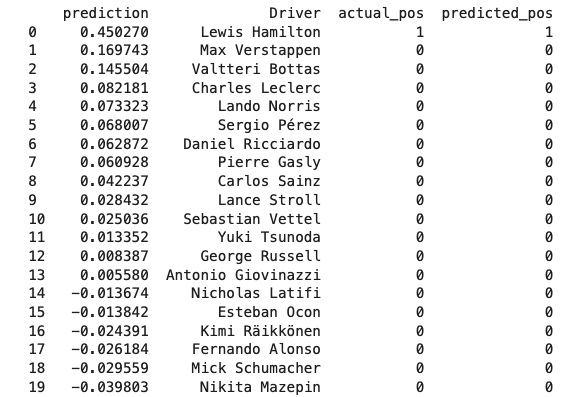 prediction Driver actual_pos predicted_pos
0 0.450270 Lewis Hamilton 1 1
1 0.169743 Max Verstappen 0 0
2 0.145504 Valtteri Bottas 0 0
3 0.082181 Charles Leclerc 0 0
4 0.073323 Lando Norris 0 0
5 0.068007 Sergio Pérez 0 0
6 0.062872 Daniel Ricciardo 0 0
7 0.060928 Pierre Gasly 0 0
8 0.042237 Carlos Sainz 0 0
9 0.028432 Lance Stroll 0 0
10 0.025036 Sebastian Vettel 0 0
11 0.013352 Yuki Tsunoda 0 0
12 0.008387 George Russell 0 0
13 0.005580 Antonio Giovinazzi 0 0
14 -0.013674 Nicholas Latifi 0 0
15 -0.013842 Esteban Ocon 0 0
16 -0.024391 Kimi Räikkönen 0 0
17 -0.026184 Fernando Alonso 0 0
18 -0.029559 Mick Schumacher 0 0
19 -0.039803 Nikita Mazepin 0 0